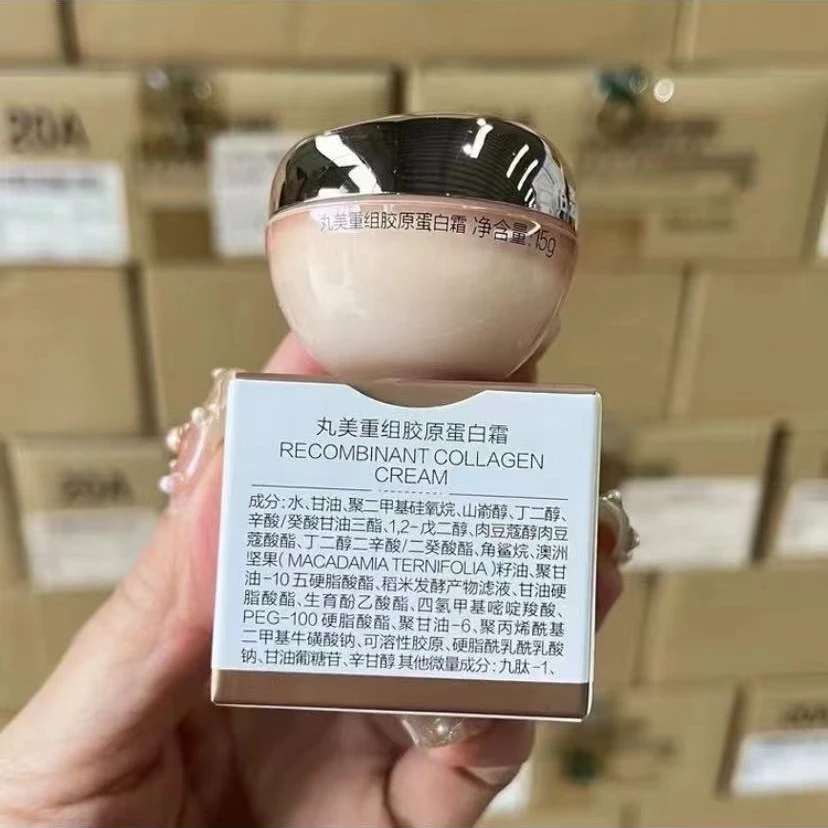 20A
丸美重组胶原蛋白霜 净含量:15g
丸美重组胶原蛋白霜
RECOMBINANT COLLAGEN
CREAM
成分:水、甘油、聚二甲基硅氧烷、山嵛醇、丁二醇、
辛酸/癸酸甘油三酯、1,2-戊二醇、肉豆蔻醇肉豆
蔻酸酯、丁二醇二辛酸/二癸酸酯、角鲨烷、澳洲
坚果(MACADAMIA TERNIFOLIA)籽油、聚甘
油-10 五硬脂酸酯、稻米发酵产物滤液、甘油硬
脂酸酯、生育酚乙酸酯、四氢甲基嘧啶羧酸、
PEG-100硬脂酸酯、聚甘油-6、聚丙烯酰基
二甲基牛磺酸钠、可溶性胶原、硬脂酰乳酰乳酸
钠、甘油葡糖苷、辛甘醇 其他微量成分:九肽-1、